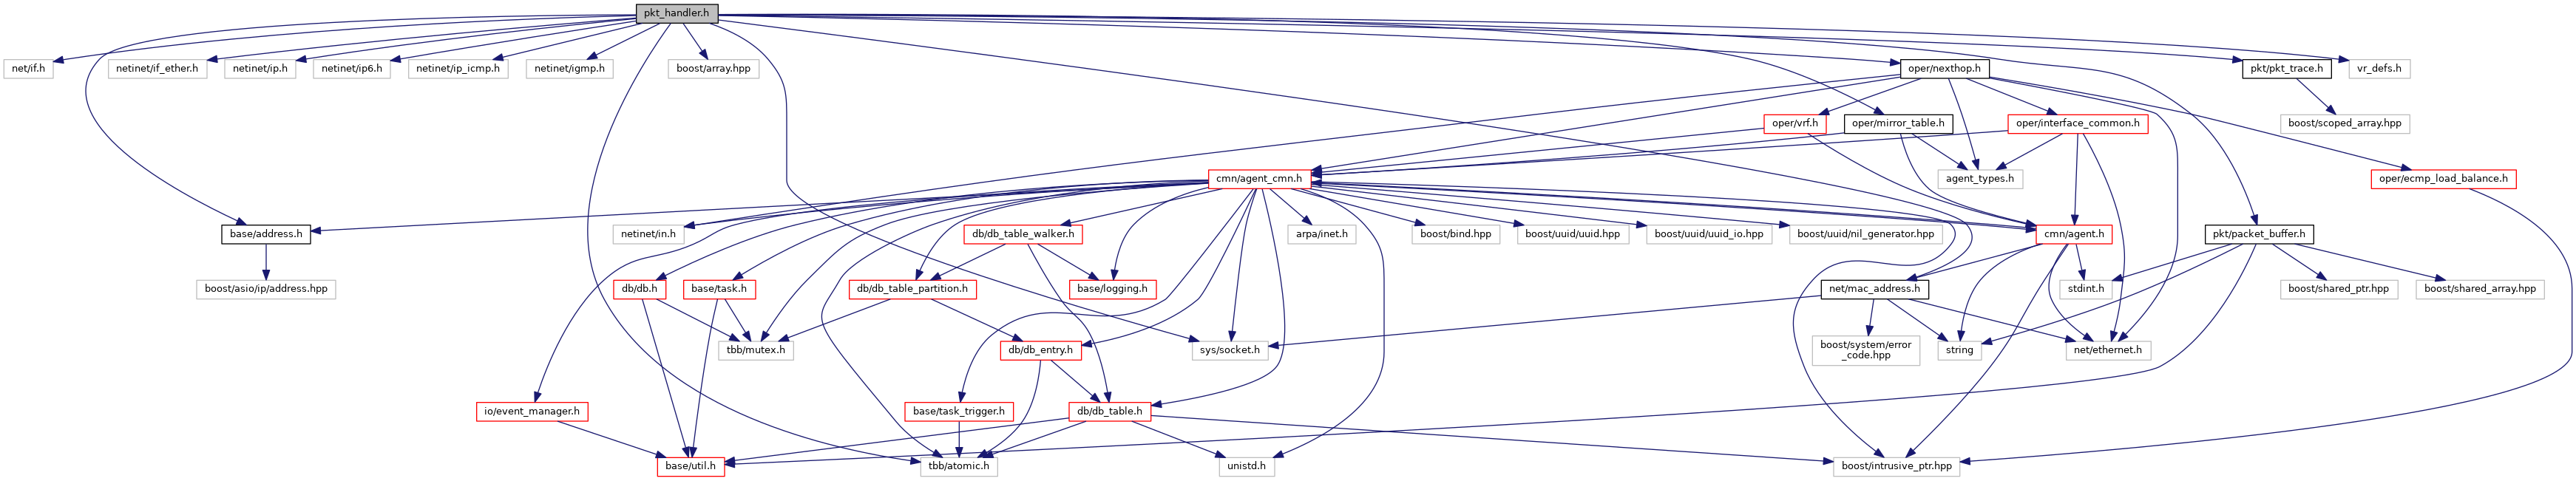 pkt_handler.h
net/if.h
netinet/if_ether.h
netinet/ip.h
netinet/ip6.h
netinet/ip_icmp.h
netinet/igmp.h
boost/array.hpp
oper/nexthop.h
pkt/pkt_trace.h
vr_defs.h
oper/vrf.h
oper/mirror_table.h
oper/interface_common.h
boost/scoped_array.hpp
cmn/agent_cmn.h
agent_types.h
oper/ecmp_load_balance.h
base/address.h
netinet/in.h
db/db_table_walker.h
arpa/inet.h
boost/bind.hpp
boost/uuid/uuid.hpp
boost/uuid/uuid_io.hpp
boost/uuid/nil_generator.hpp
cmn/agent.h
pkt/packet_buffer.h
boost/asio/ip/address.hpp
db/db.h
base/task.h
db/db_table_partition.h
base/logging.h
net/mac_address.h
stdint.h
boost/shared_ptr.hpp
boost/shared_array.hpp
tbb/mutex.h
db/db_entry.h
sys/socket.h
boost/system/error
_code.hpp
string
net/ethernet.h
io/event_manager.h
base/task_trigger.h
db/db_table.h
base/util.h
tbb/atomic.h
unistd.h
boost/intrusive_ptr.hpp